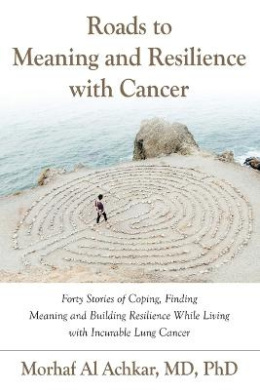 Roads to
Meaning and Resilience
with Cancer
Forty Stories of Coping, Finding
Meaning and Building Resilience While Living
with Incurable Lung Cancer
Morhaf Al Achkar, MD, PhD